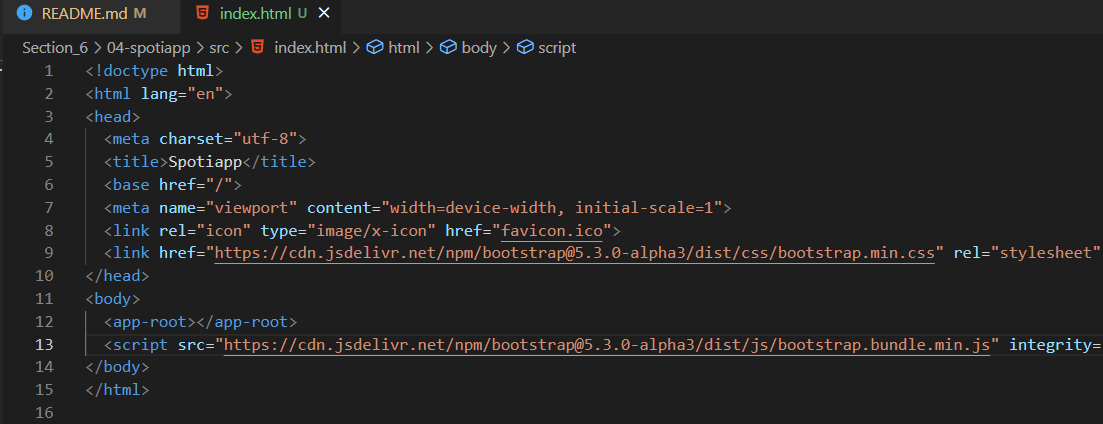 README.md M
index.html U
Section_6 > 04-spotiapp > src > index.html > html > body > script
1 <!doctype html>
2 <html lang="en">
3 <head>
4 <meta charset="utf-8">
5 <title>Spotiapp</title>
6 <base href="/">
7 <meta name="viewport" content="width=device-width, initial-scale=1">
8 <link rel="icon" type="image/x-icon" href="favicon.ico">
9 <link href="https://cdn.jsdelivr.net/npm/bootstrap@5.3.0-alpha3/dist/css/bootstrap.min.css" rel="stylesheet"
10 </head>
11 <body>
12 <app-root></app-root>
13 <script src="https://cdn.jsdelivr.net/npm/bootstrap@5.3.0-alpha3/dist/js/bootstrap.bundle.min.js" integrity=
14 </body>
15 </html>
16